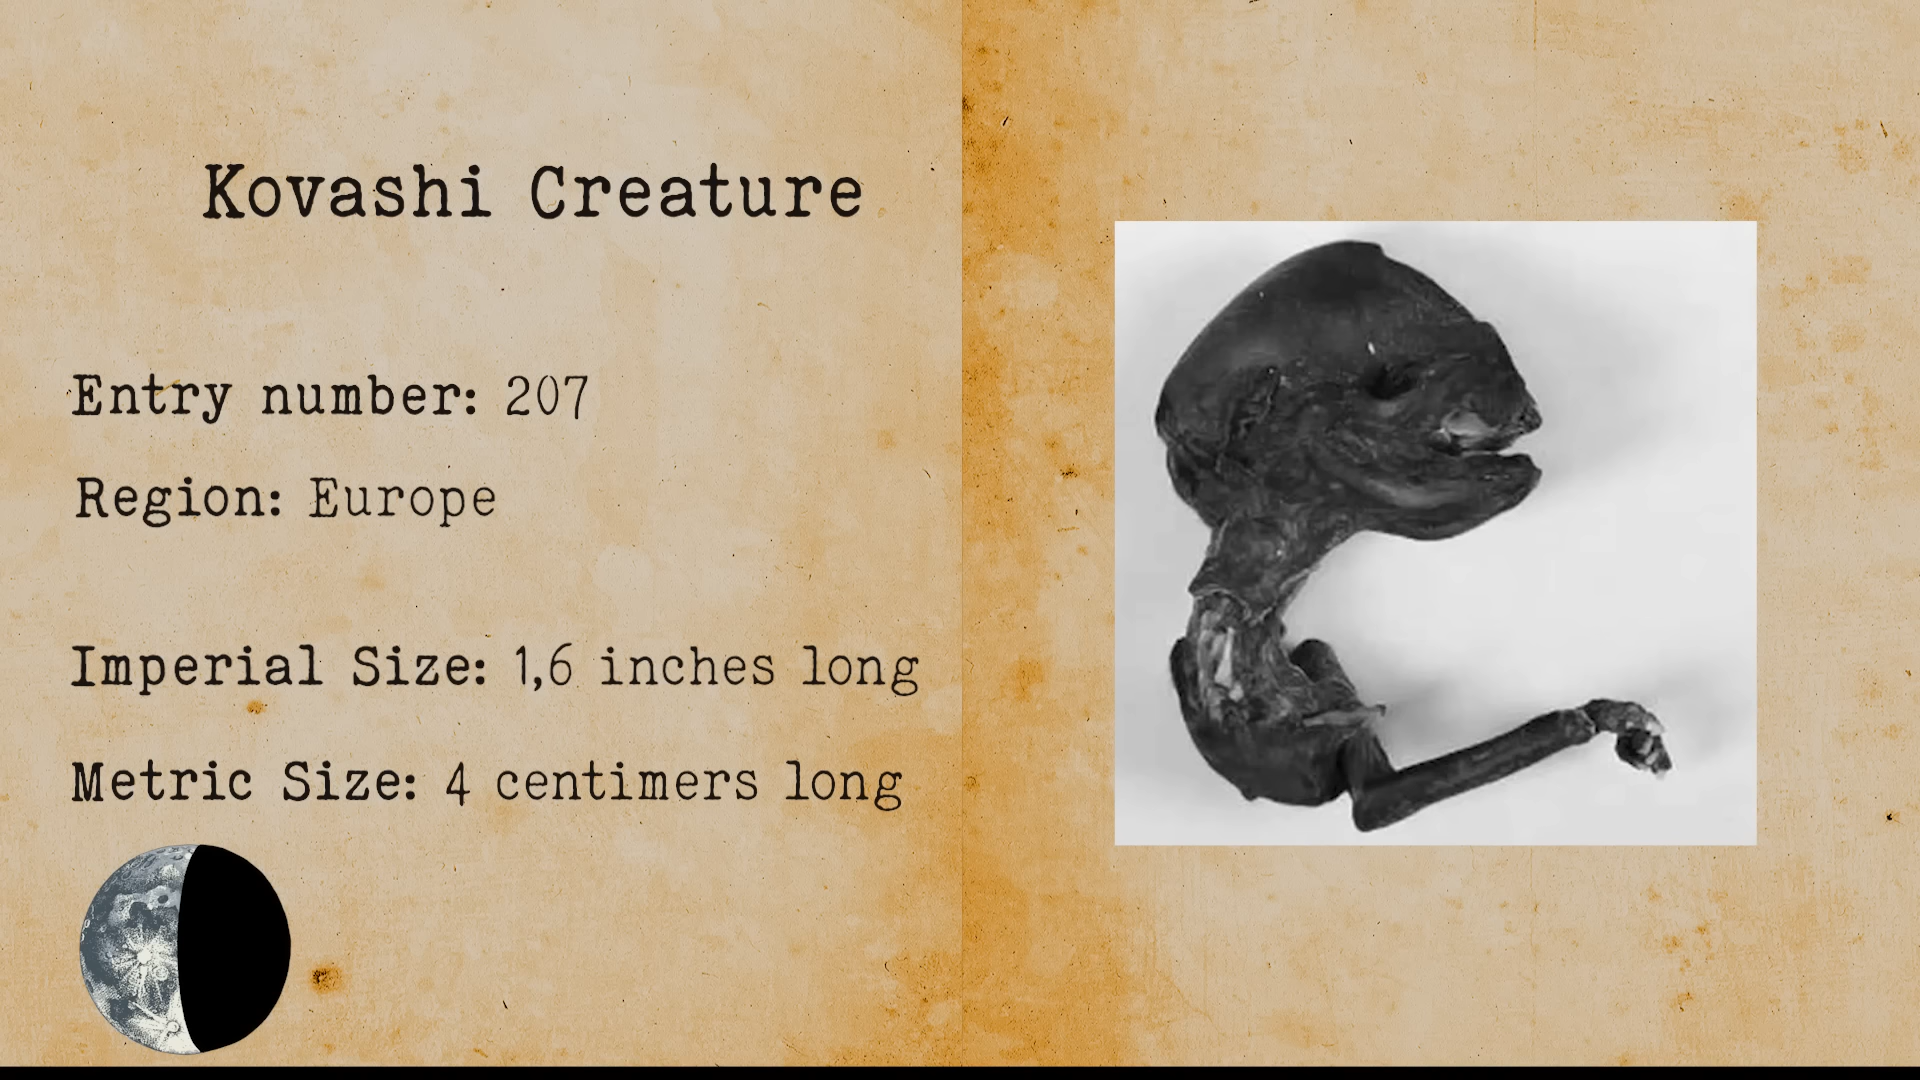 Kovashi Creature
Entry number: 207
Region: Europe
Imperial Size: 1,6 inches long
Metric Size: 4 centimers long